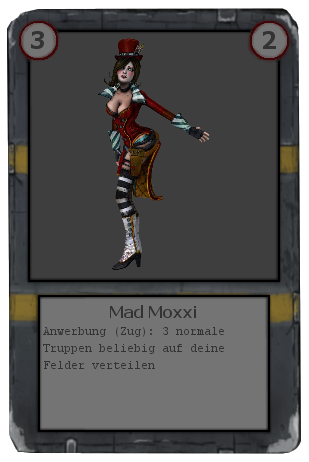 3 2
Mad Moxxi
Anwerbung (Zug): 3 normale
Truppen beliebig auf deine
Felder verteilen